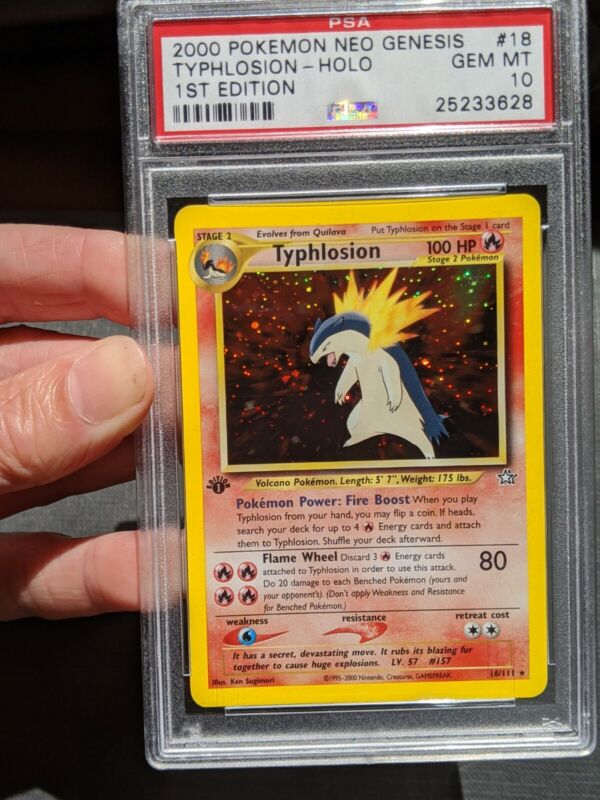 PSA
2000 POKEMON NEO GENESIS #18
TYPHLOSION - HOLO GEM MT
1ST EDITION 10
25233628
STAGE 2 Evolves from Quilava Put Typhlosion on the Stage 1 card
Typhlosion 100 HP
Stage 2 Pokémon
Volcano Pokémon. Length: 5' 7", Weight: 175 lbs.
EDITION 1
Pokémon Power: Fire Boost When you play
Typhlosion from your hand, you may flip a coin. If heads,
search your deck for up to 4 Energy cards and attach
them to Typhlosion. Shuffle your deck afterward.
Flame Wheel Discard 3 Energy cards
attached to Typhlosion in order to use this attack. 80
Do 20 damage to each Benched Pokémon (yours and
your opponent's). (Don't apply Weakness and Resistance
for Benched Pokémon.)
weakness resistance retreat cost
It has a secret, devastating move. It rubs its blazing fur
together to cause huge explosions. LV. 57 #157
Illus. Ken Sugimori ©1995-2000 Nintendo, Creatures, GAMEFREAK. 18/111 ★